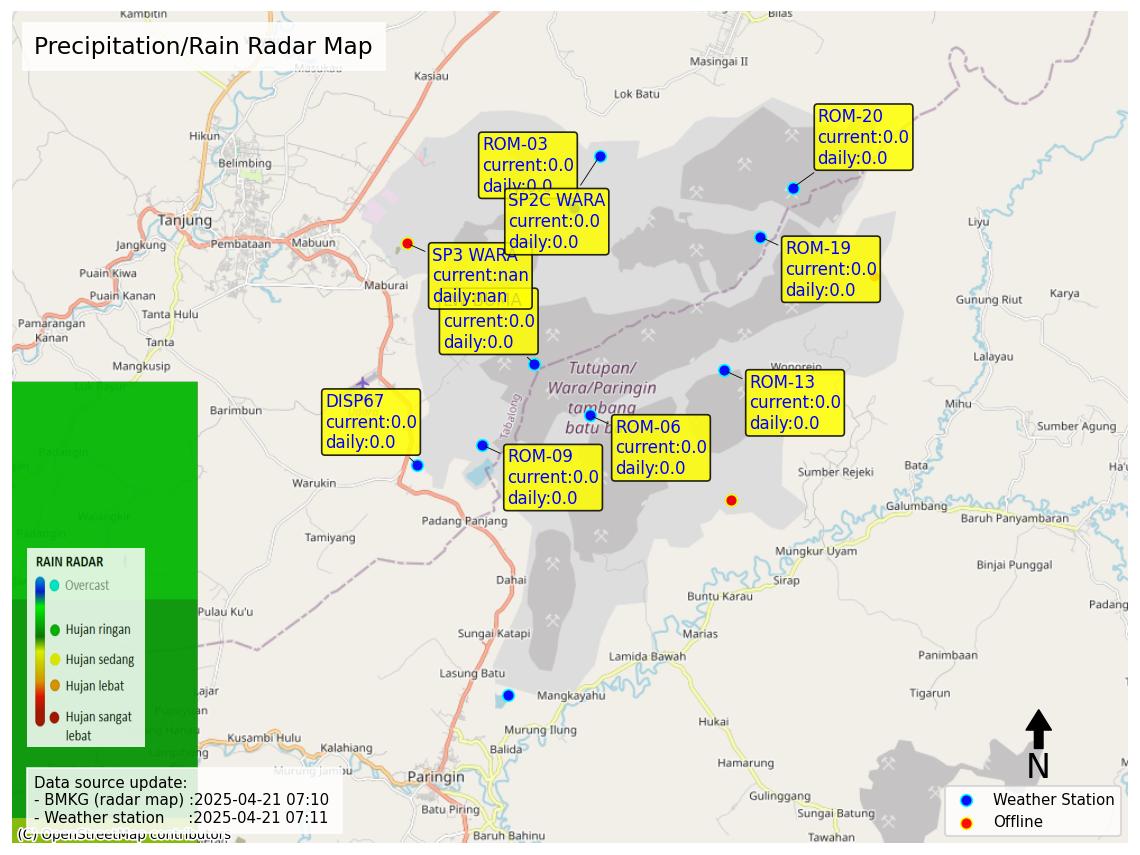 Precipitation/Rain Radar Map
Kambitin
Bilas
Masukau
Kasiau
Masingai II
Lok Batu
Hikun
Belimbing
Tanjung
Jangkung
Pembataan
Mabuun
Puain Kiwa
Puain Kanan
Maburai
Tanta Hulu
Pamarangan
Kanan
Tanta
Mangkusip
Barimbun
Warukin
Tamiyang
Padang Panjang
Dahai
Pulau Ku'u
Sungai Katapi
Lasung Batu
Mangkayahu
Murung Ilung
Balida
Kusambi Hulu
Kalahiang
Murung Jambu
Paringin
Batu Piring
Baruh Bahinu
Liyu
Gunung Riut
Karya
Lalayau
Wonorejo
Mihu
Sumber Agung
Bata
Sumber Rejeki
Galumbang
Baruh Panyambaran
Mungkur Uyam
Binjai Punggal
Sirap
Buntu Karau
Padang
Marias
Lamida Bawah
Panimbaan
Tigarun
Hukai
Hamarung
Gulinggang
Sungai Batung
Tawahan
Tabalong
Tutupan/
Wara/Paringin
tambang
batu b
ROM-03
current:0.0
daily:0.0
SP2C WARA
current:0.0
daily:0.0
ROM-20
current:0.0
daily:0.0
ROM-19
current:0.0
daily:0.0
SP3 WARA
current:nan
daily:nan
current:0.0
daily:0.0
ROM-13
current:0.0
daily:0.0
DISP67
current:0.0
daily:0.0
ROM-06
current:0.0
daily:0.0
ROM-09
current:0.0
daily:0.0
RAIN RADAR
Overcast
Hujan ringan
Hujan sedang
Hujan lebat
Hujan sangat
lebat
Data source update:
- BMKG (radar map) :2025-04-21 07:10
- Weather station :2025-04-21 07:11
(C) OpenStreetMap contributors
N
Weather Station
Offline